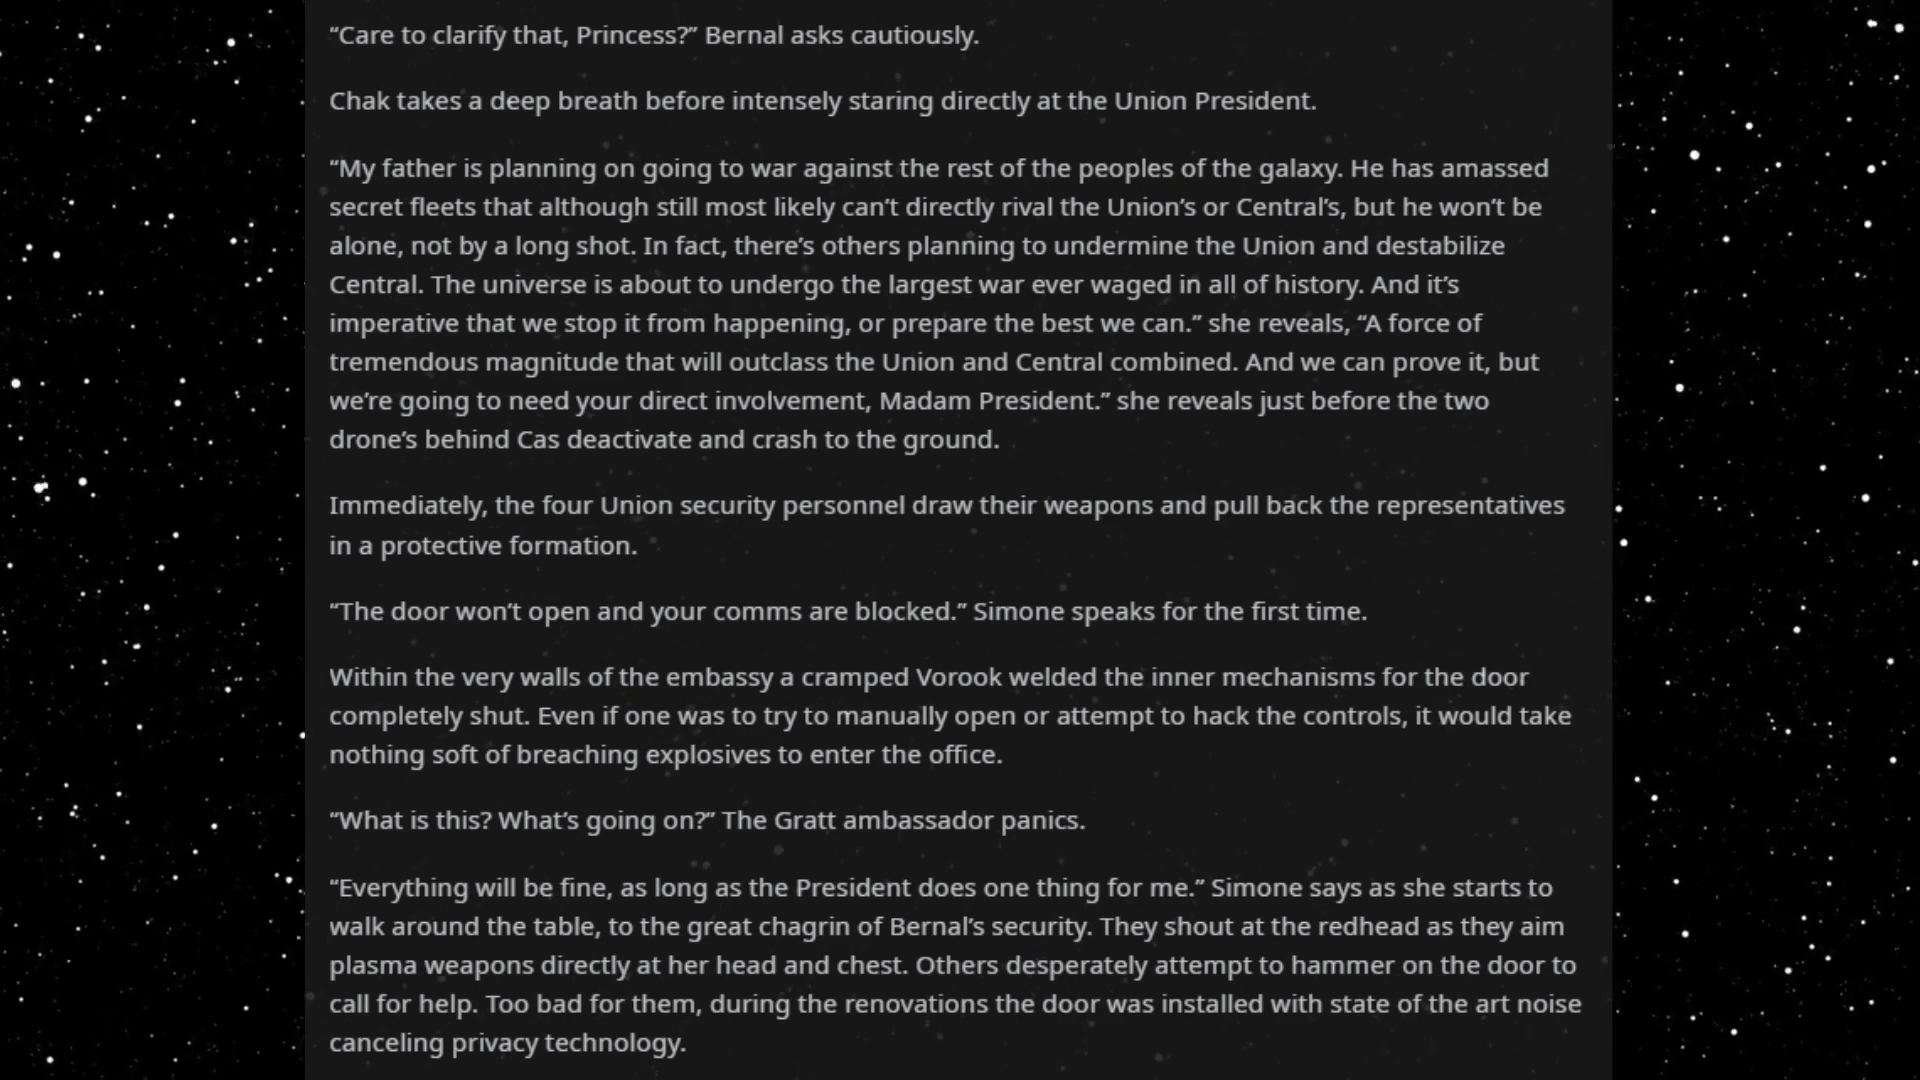 “Care to clarify that, Princess?” Bernal asks cautiously.
Chak takes a deep breath before intensely staring directly at the Union President.
“My father is planning on going to war against the rest of the peoples of the galaxy. He has amassed
secret fleets that although still most likely can’t directly rival the Union’s or Central’s, but he won’t be
alone, not by a long shot. In fact, there’s others planning to undermine the Union and destabilize
Central. The universe is about to undergo the largest war ever waged in all of history. And it’s
imperative that we stop it from happening, or prepare the best we can.” she reveals, “A force of
tremendous magnitude that will outclass the Union and Central combined. And we can prove it, but
we’re going to need your direct involvement, Madam President.” she reveals just before the two
drone’s behind Cas deactivate and crash to the ground.
Immediately, the four Union security personnel draw their weapons and pull back the representatives
in a protective formation.
“The door won’t open and your comms are blocked.” Simone speaks for the first time.
Within the very walls of the embassy a cramped Vorook welded the inner mechanisms for the door
completely shut. Even if one was to try to manually open or attempt to hack the controls, it would take
nothing soft of breaching explosives to enter the office.
“What is this? What’s going on?” The Gratt ambassador panics.
“Everything will be fine, as long as the President does one thing for me.” Simone says as she starts to
walk around the table, to the great chagrin of Bernal’s security. They shout at the redhead as they aim
plasma weapons directly at her head and chest. Others desperately attempt to hammer on the door to
call for help. Too bad for them, during the renovations the door was installed with state of the art noise
canceling privacy technology.